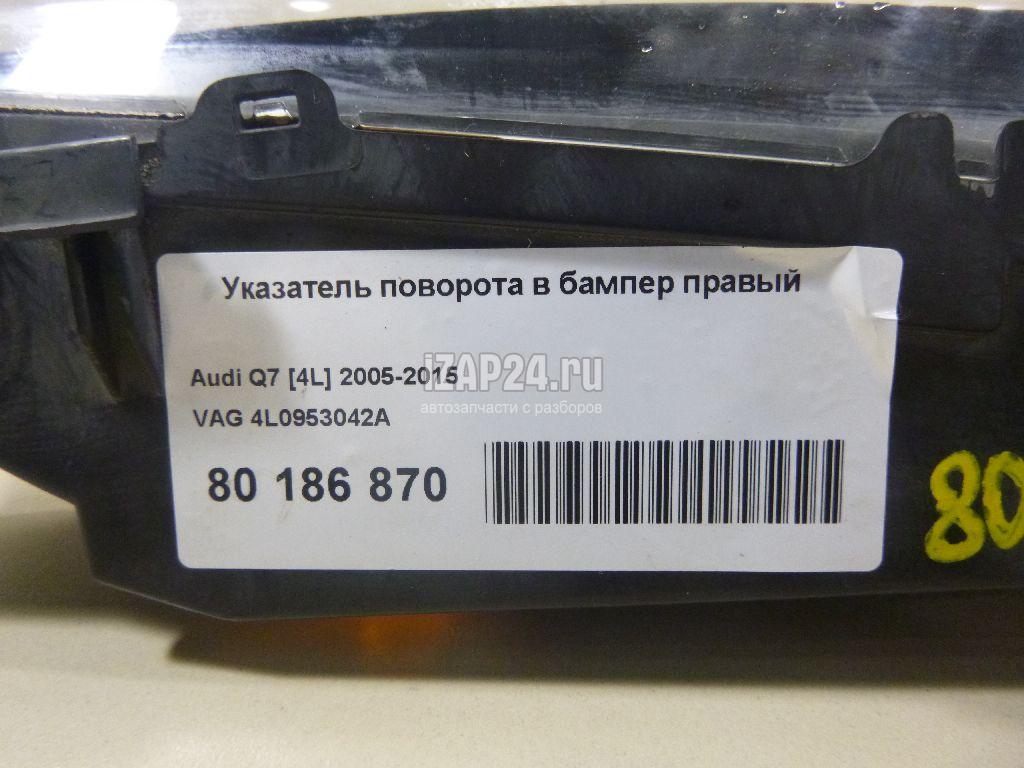 Указатель поворота в бампер правый
Audi Q7 [4L] 2005-2015
iZAP24.ru
автозапчасти с разборов
VAG 4L0953042A
80 186 870
80